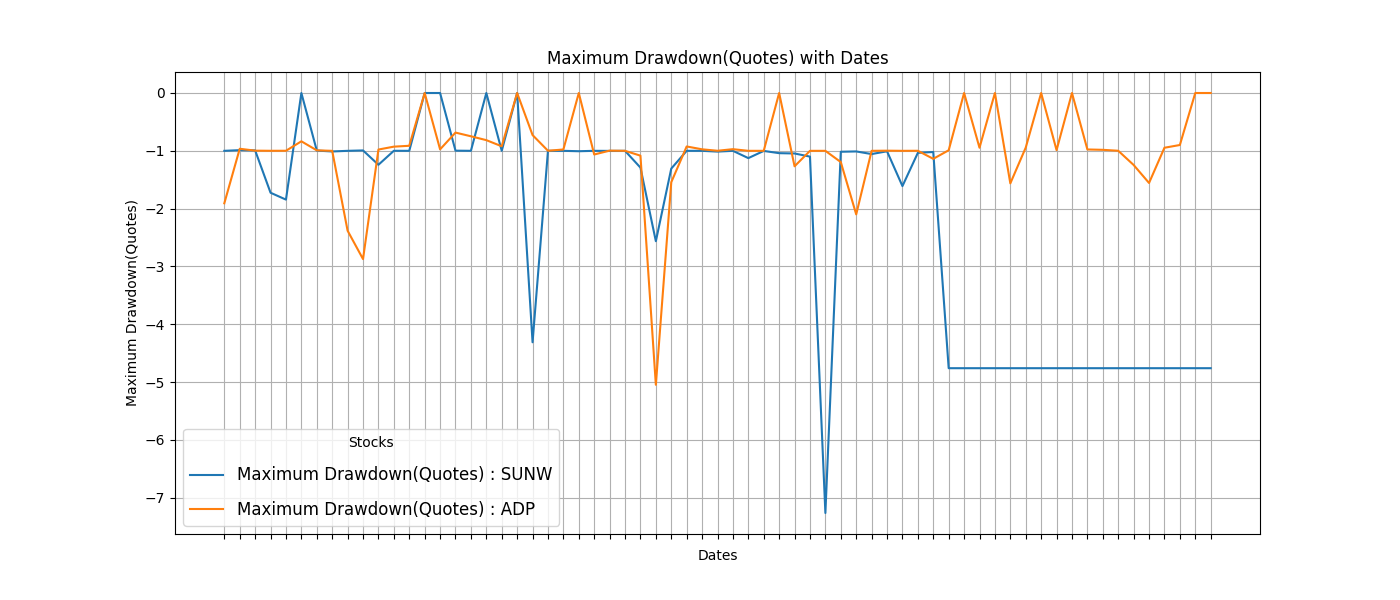 Maximum Drawdown(Quotes) with Dates
Maximum Drawdown(Quotes)
0
−1
−2
−3
−4
−5
−6
−7
Stocks
Maximum Drawdown(Quotes) : SUNW
Maximum Drawdown(Quotes) : ADP
Dates